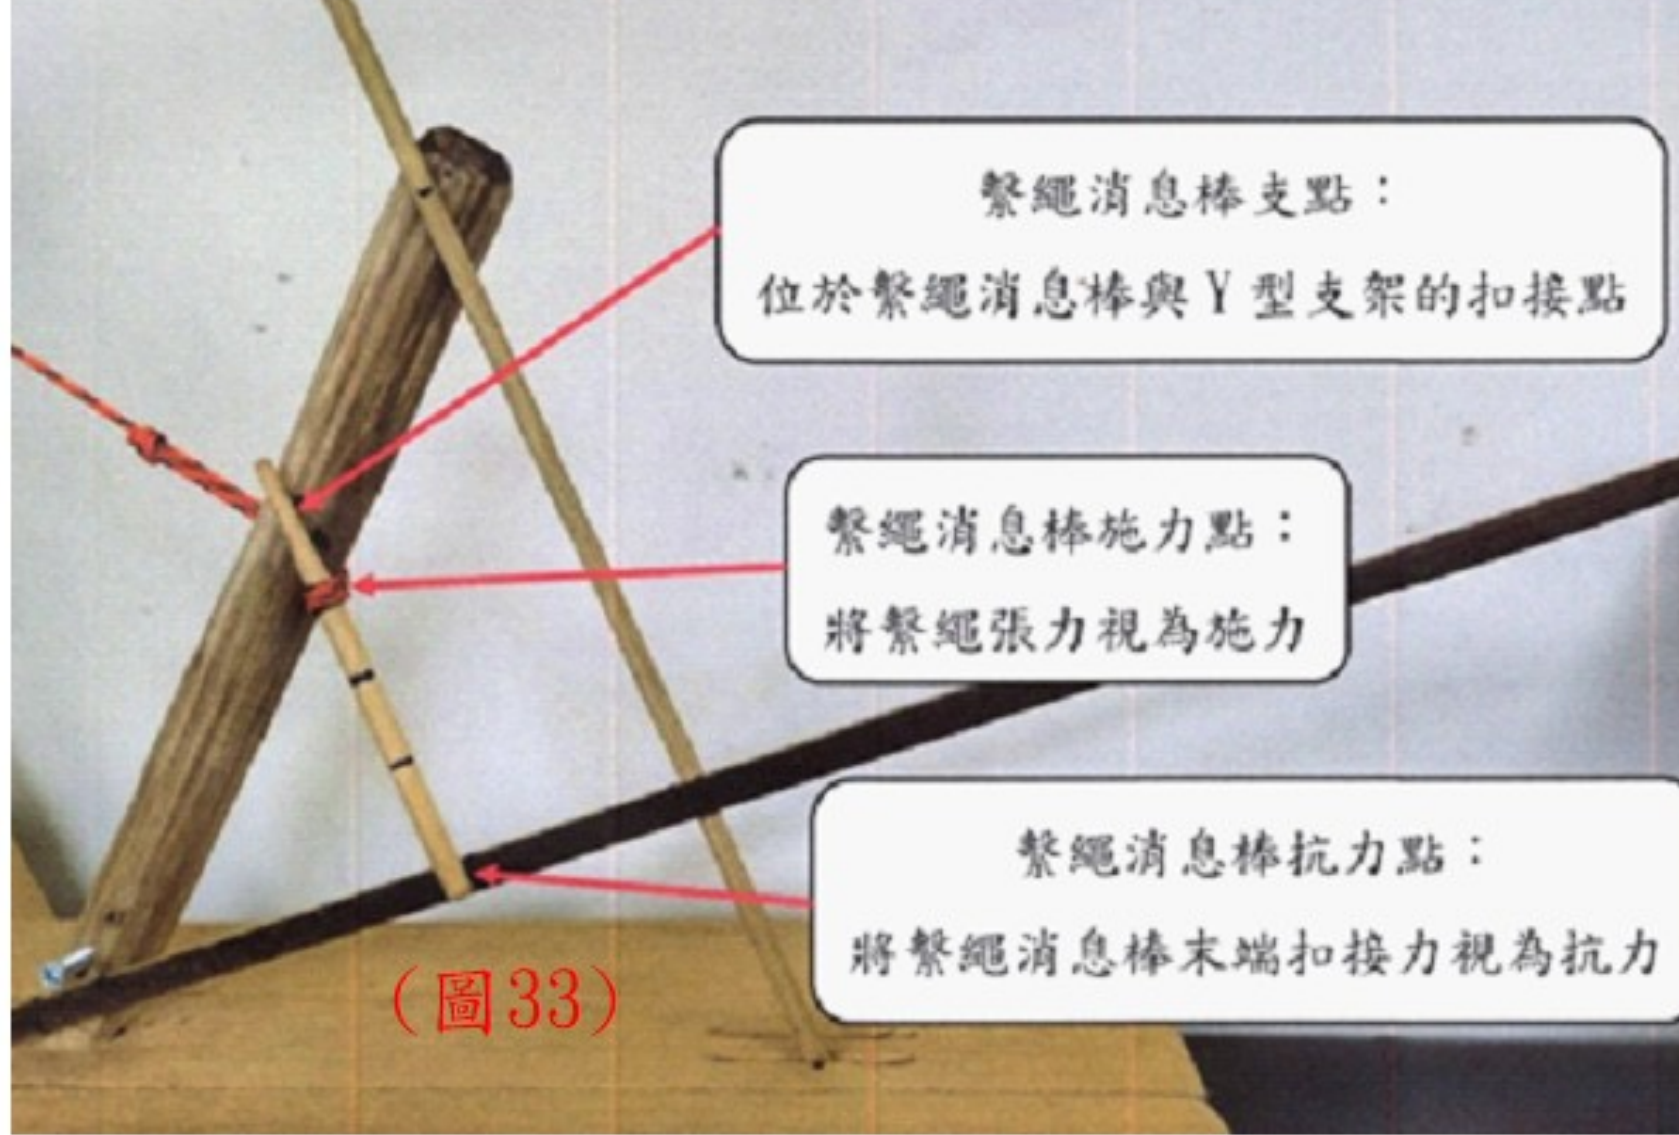 繫繩消息棒支點：
位於繫繩消息棒與Y型支架的扣接點
繫繩消息棒施力點：
將繫繩張力視為施力
繫繩消息棒抗力點：
將繫繩消息棒末端扣接力視為抗力
（圖33）